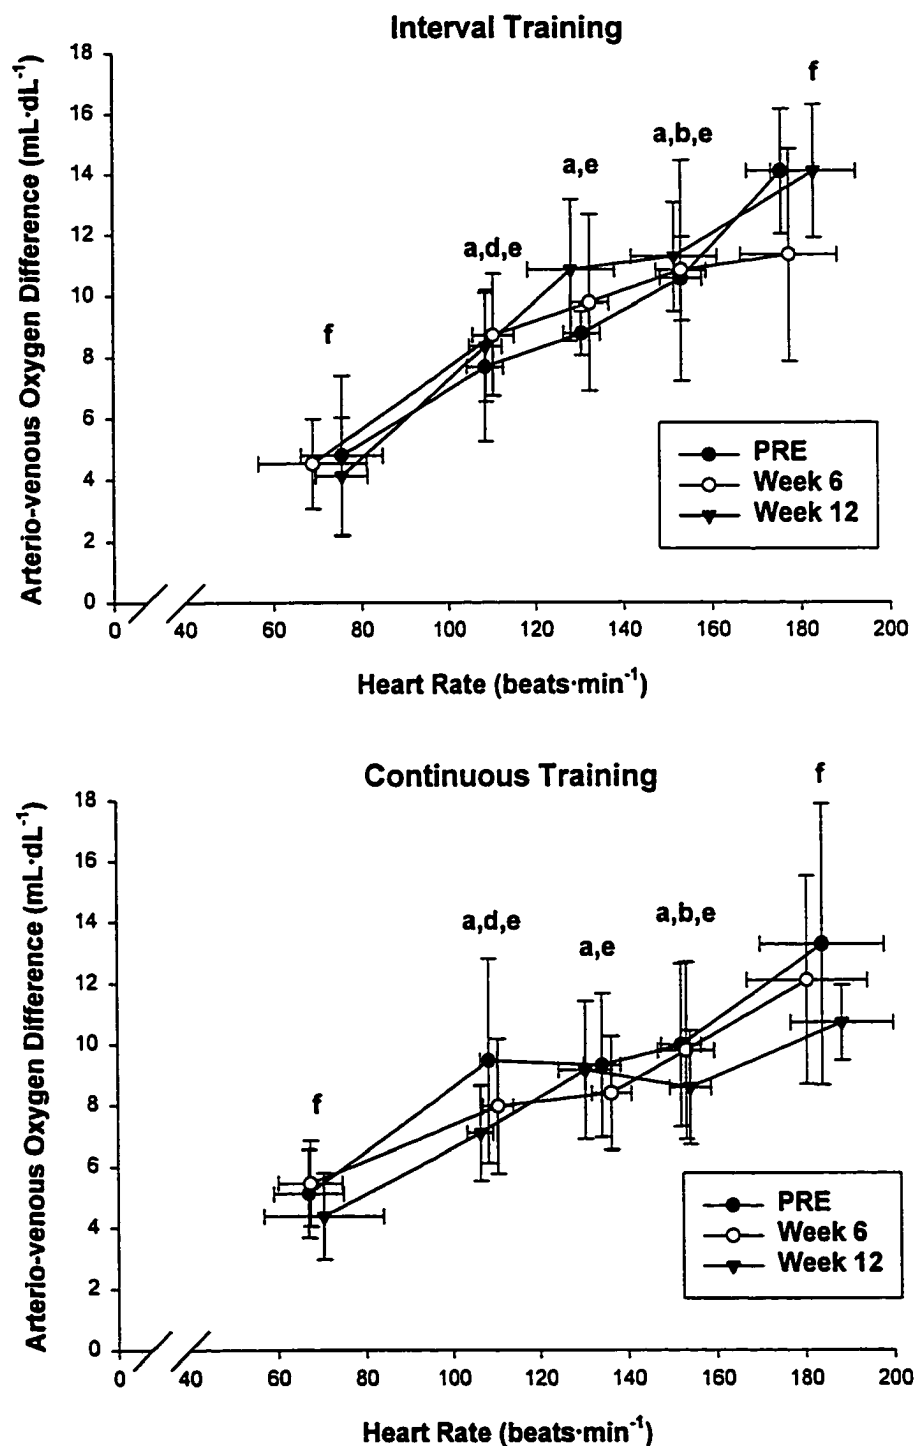 Interval Training
Arterio-venous Oxygen Difference (mL·dL⁻¹)
18
16
14
12
10
8
6
4
2
0
f
a,d,e
a,e
a,b,e
f
PRE
Week 6
Week 12
0 40 60 80 100 120 140 160 180 200
Heart Rate (beats·min⁻¹)
Continuous Training
Arterio-venous Oxygen Difference (mL·dL⁻¹)
18
16
14
12
10
8
6
4
2
0
f
a,d,e
a,e
a,b,e
f
PRE
Week 6
Week 12
0 40 60 80 100 120 140 160 180 200
Heart Rate (beats·min⁻¹)